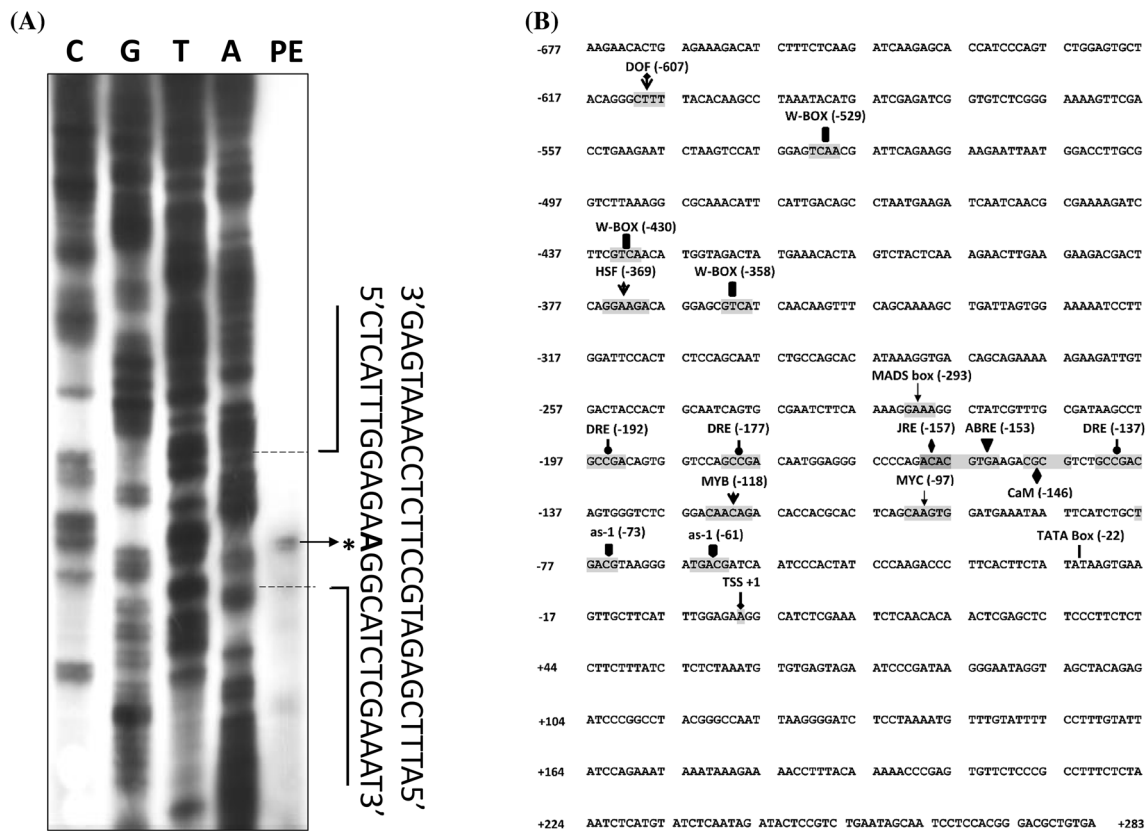 (A)
C G T A PE
3'GAGTAAACCTCTTCCGTAGAGCTTTA5'
5'CTCATTTGGAGAAGGCATCTCGAAAT3'
*
(B)
-677 AAGAACACTG AGAAAGACAT CTTTCTCAAG ATCAAGAGCA CCATCCCAGT CTGGAGTGCT
DOF (-607)
-617 ACAGGGCTTT TACACAAGCC TAAATACATG ATCGAGATCG GTGTCTCGGG AAAAGTTCGA
W-BOX (-529)
-557 CCTGAAGAAT CTAAGTCCAT GGAGTCAACG ATTCAGAAGG AAGAATTAAT GGACCTTGCG
-497 GTCTTAAAGG CGCAAACATT CATTGACAGC CTAATGAAGA TCAATCAACG CGAAAAGATC
W-BOX (-430)
-437 TTCGTCAACA TGGTAGACTA TGAAACACTA GTCTACTCAA AGAACTTGAA GAAGACGACT
HSF (-369) W-BOX (-358)
-377 CAGGAAGACA GGAGCGTCAT CAACAAGTTT CAGCAAAAGC TGATTAGTGG AAAAATCCTT
-317 GGATTCCACT CTCCAGCAAT CTGCCAGCAC ATAAAGGTGA CAGCAGAAAA AGAAGATTGT
MADS box (-293)
-257 GACTACCACT GCAATCAGTG CGAATCTTCA AAAGGAAAGG CTATCGTTTG CGATAAGCCT
DRE (-192) DRE (-177) JRE (-157) ABRE (-153) DRE (-137)
-197 GCCGACAGTG GTCCAGCCGA CAATGGAGGG CCCCAGACAC GTGAAGACGC GTCTGCCGAC
MYB (-118) MYC (-97) CaM (-146)
-137 AGTGGGTCTC GGACAACAGA CACCACGCAC TCAGCAAGTG GATGAAATAA TTCATCTGCT
as-1 (-73) as-1 (-61) TATA Box (-22)
-77 GACGTAAGGG ATGACGATCA ATCCCACTAT CCCAAGACCC TTCACTTCTA TATAAGTGAA
TSS +1
-17 GTTGCTTCAT TTGGAGAAGG CATCTCGAAA TCTCAACACA ACTCGAGCTC TCCCTTCTCT
+44 CTTCTTTATC TCTCTAAATG TGTGAGTAGA ATCCCGATAA GGGAATAGGT AGCTACAGAG
+104 ATCCCGGCCT ACGGGCCAAT TAAGGGGATC TCCTAAAATG TTTGTATTTT CCTTTGTATT
+164 ATCCAGAAAT AAATAAAGAA AACCTTTACA AAAACCCGAG TGTTCTCCCG CCTTTCTCTA
+224 AATCTCATGT ATCTCAATAG ATACTCCGTC TGAATAGCAA TCCTCCACGG GACGCTGTGA +283